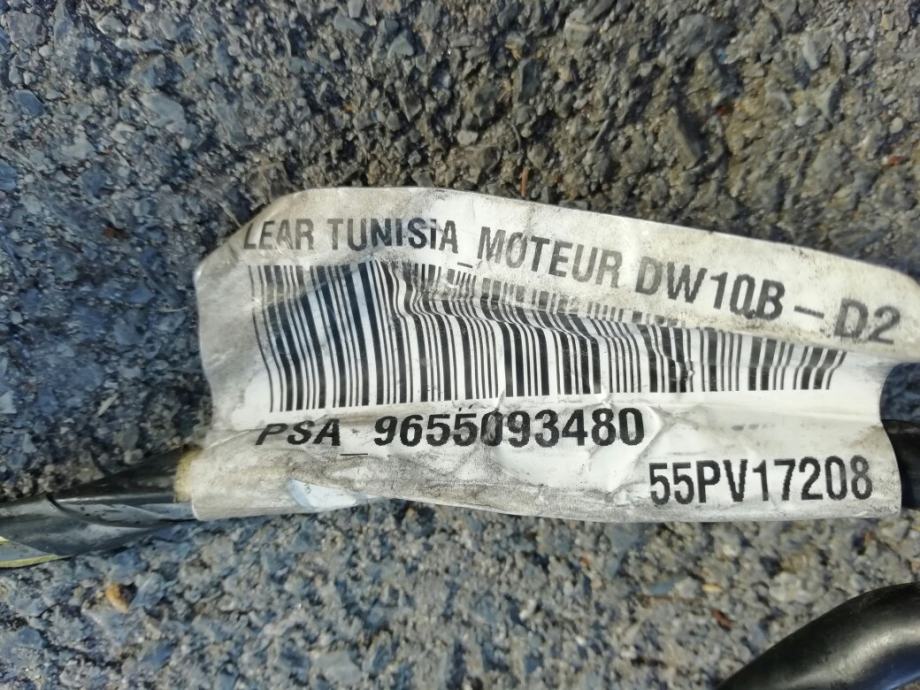 LEAR TUNISiA_MOTEUR DW10B - D2
PSA_9655093480
55PV17208